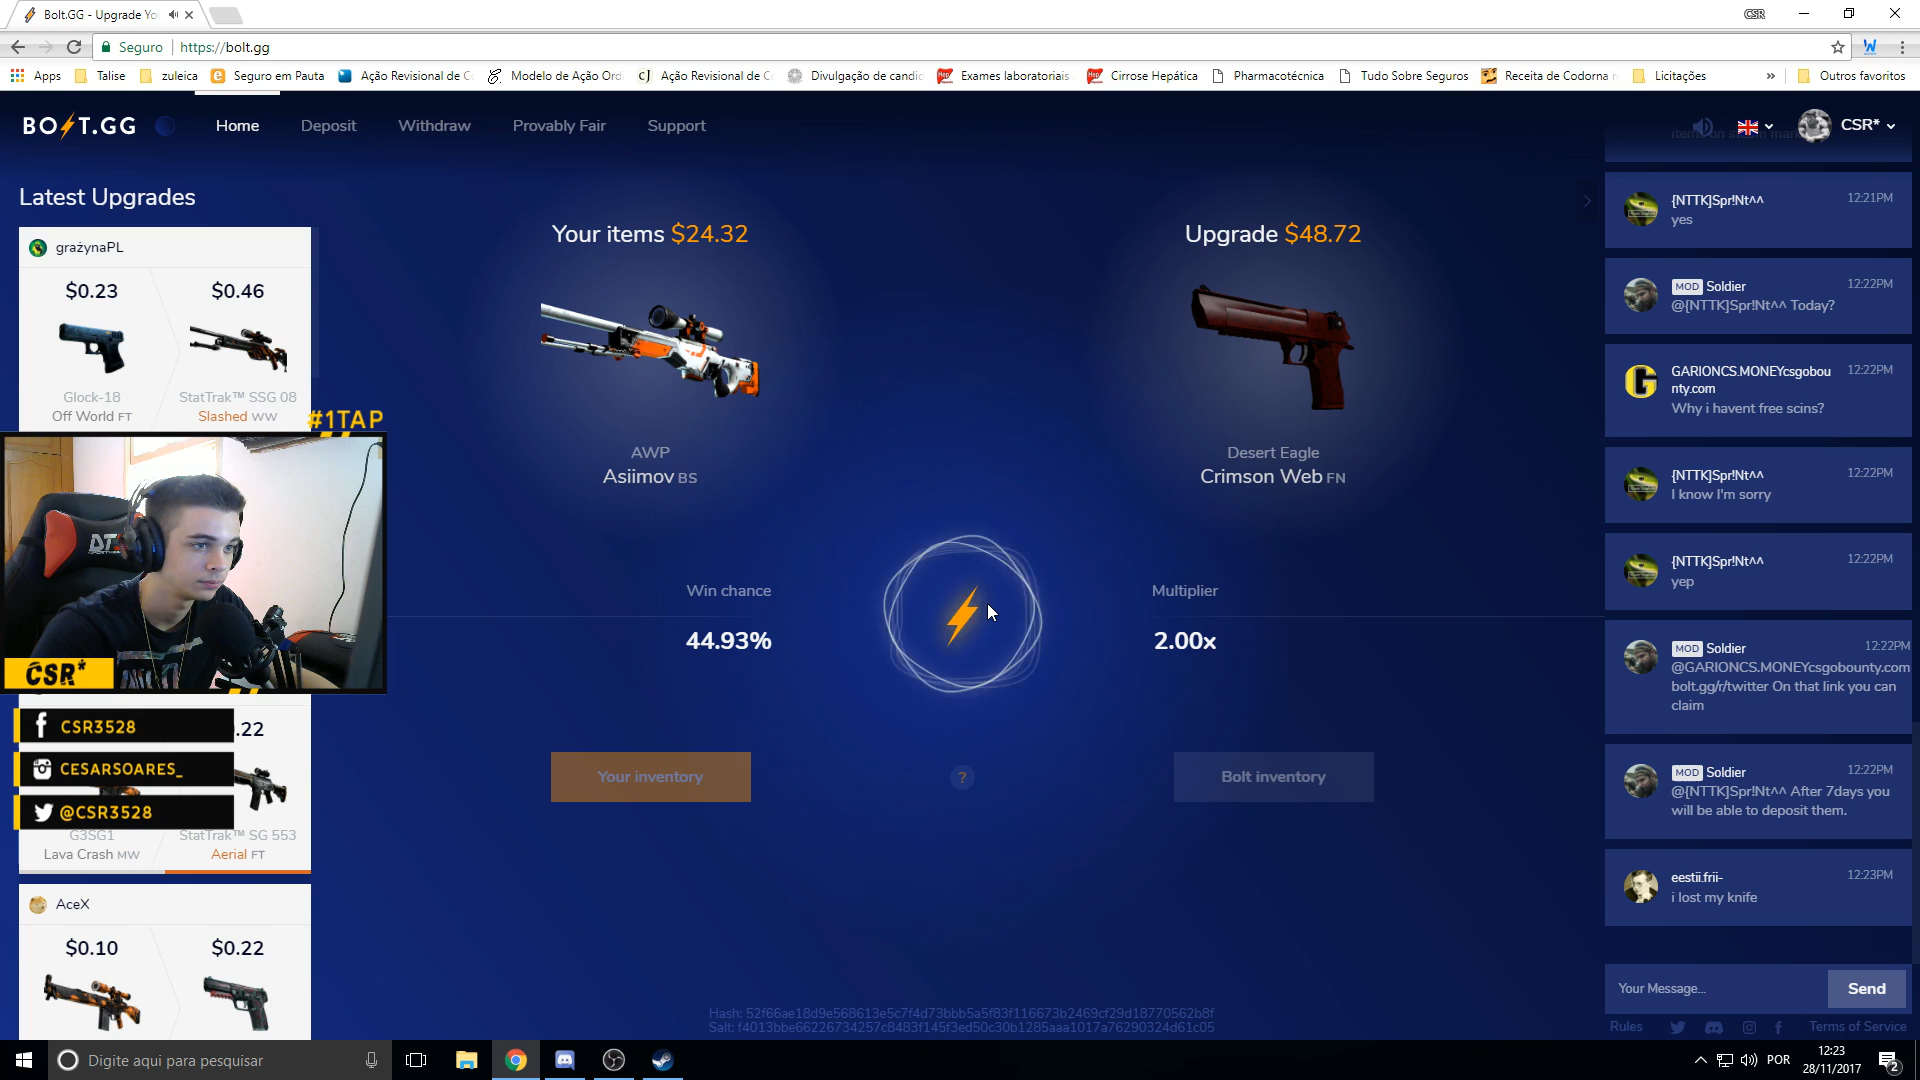 Bolt.GG - Upgrade Yo
CSR
Seguro
https://bolt.gg
Apps
Talise
zuleica
Seguro em Pauta
Ação Revisional de C
Modelo de Ação Ord
Ação Revisional de C
Divulgação de candid
Exames laboratoriais
Cirrose Hepática
Pharmacotécnica
Tudo Sobre Seguros
Receita de Codorna
Licitações
»
Outros favoritos
BOLT.GG
Home
Deposit
Withdraw
Provably Fair
Support
CSR*
Latest Upgrades
grażynaPL
$0.23
$0.46
Glock-18
Off World FT
StatTrak™ SSG 08
Slashed WW
#1TAP
DT
CSR*
CSR3528
CESARSOARES_
@CSR3528
.22
G3SG1
Lava Crash MW
StatTrak™ SG 553
Aerial FT
AceX
$0.10
$0.22
Your items $24.32
AWP
Asiimov BS
Upgrade $48.72
Desert Eagle
Crimson Web FN
Win chance
44.93%
Multiplier
2.00x
Your inventory
?
Bolt inventory
Hash: 52f66ae18d9e568613e5c7f4d73bbb5a5f83f116673b2469cf29d18770562b8f
Salt: f4013bbe66226734257c8483f145f3ed50c30b1285aaa1017a76290324d61c05
{NTTK]Spr!Nt^^
12:21PM
yes
MOD Soldier
12:22PM
@{NTTK]Spr!Nt^^ Today?
GARIONCS.MONEYcsgobou
nty.com
12:22PM
Why i havent free scins?
{NTTK]Spr!Nt^^
12:22PM
I know I'm sorry
{NTTK]Spr!Nt^^
12:22PM
yep
MOD Soldier
12:22PM
@GARIONCS.MONEYcsgobounty.com
bolt.gg/r/twitter On that link you can
claim
MOD Soldier
12:22PM
@{NTTK]Spr!Nt^^ After 7days you
will be able to deposit them.
eestii.frii-
12:23PM
i lost my knife
Your Message...
Send
Rules
Terms of Service
Digite aqui para pesquisar
POR
12:23
28/11/2017
2